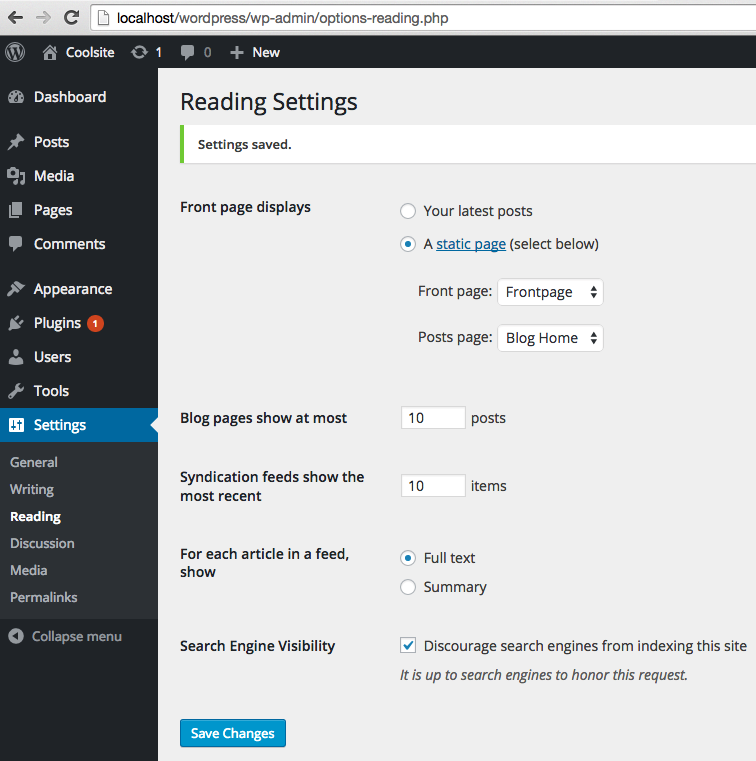 localhost/wordpress/wp-admin/options-reading.php
Coolsite 1 0 New
Dashboard
Posts
Media
Pages
Comments
Appearance
Plugins 1
Users
Tools
Settings
General
Writing
Reading
Discussion
Media
Permalinks
Collapse menu
Reading Settings
Settings saved.
Front page displays
Your latest posts
A static page (select below)
Front page: Frontpage
Posts page: Blog Home
Blog pages show at most 10 posts
Syndication feeds show the
most recent
10 items
For each article in a feed,
show
Full text
Summary
Search Engine Visibility
Discourage search engines from indexing this site
It is up to search engines to honor this request.
Save Changes